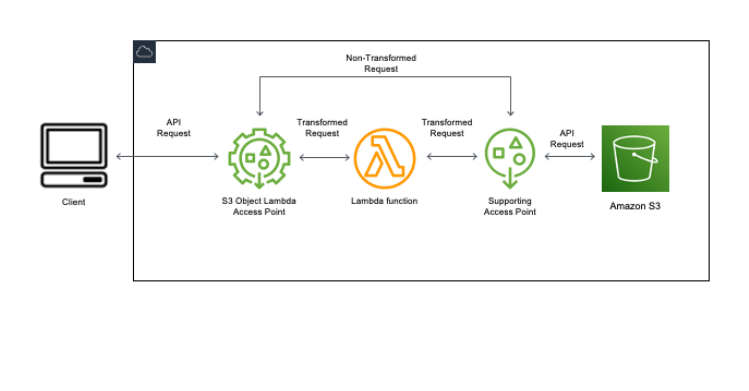 Non-Transformed
Request
API
Request
Transformed
Request
Transformed
Request
API
Request
Client
S3 Object Lambda
Access Point
Lambda function
Supporting
Access Point
Amazon S3